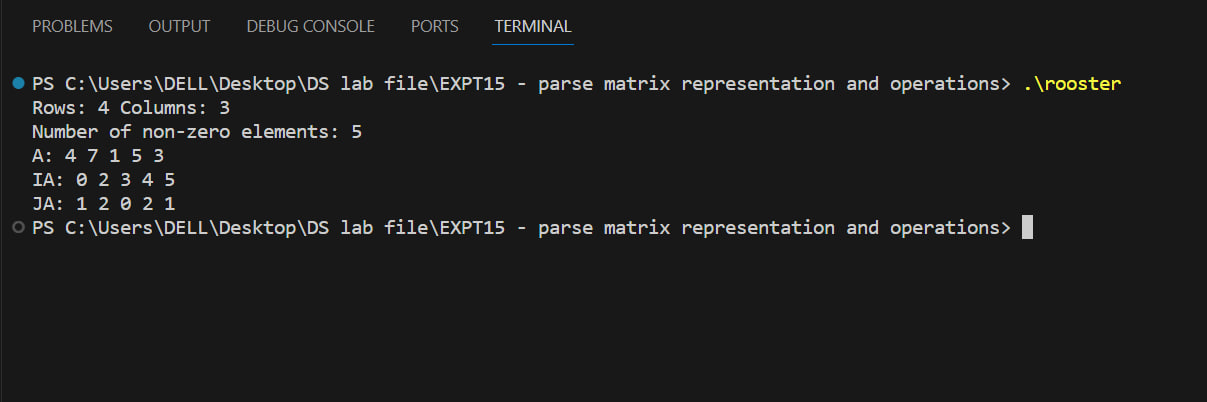 PROBLEMS OUTPUT DEBUG CONSOLE PORTS TERMINAL
PS C:\Users\DELL\Desktop\DS lab file\EXPT15 - parse matrix representation and operations> .\rooster
Rows: 4 Columns: 3
Number of non-zero elements: 5
A: 4 7 1 5 3
IA: 0 2 3 4 5
JA: 1 2 0 2 1
PS C:\Users\DELL\Desktop\DS lab file\EXPT15 - parse matrix representation and operations>